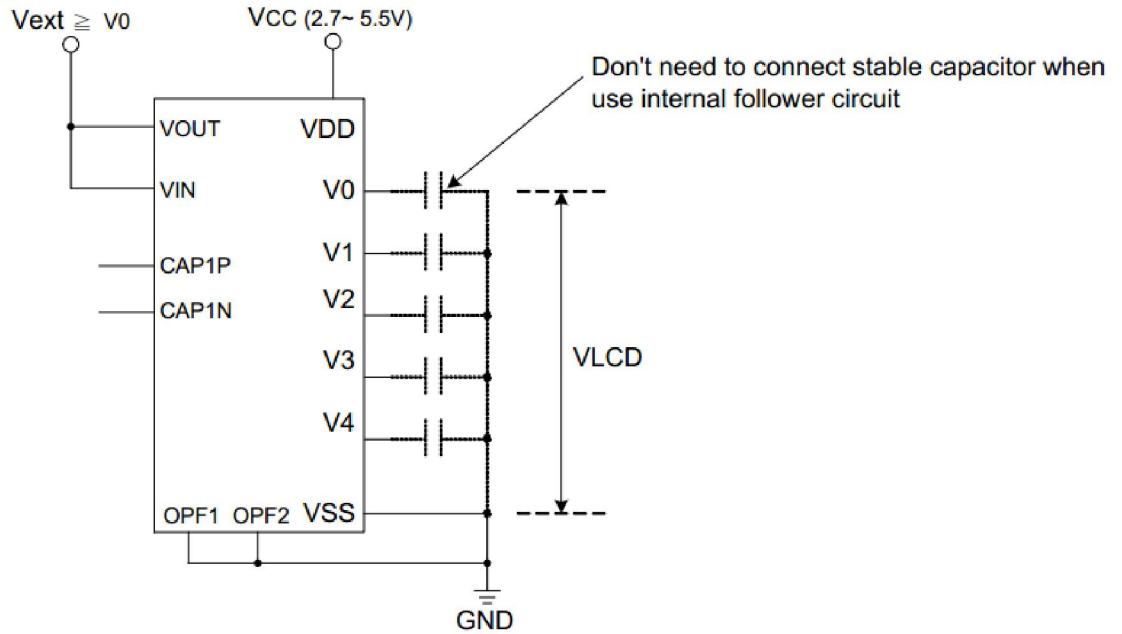 Vext ≧ V0
VCC (2.7~ 5.5V)
Don't need to connect stable capacitor when
use internal follower circuit
VOUT
VDD
VIN
V0
V1
CAP1P
V2
CAP1N
V3
VLCD
V4
OPF1
OPF2
VSS
GND